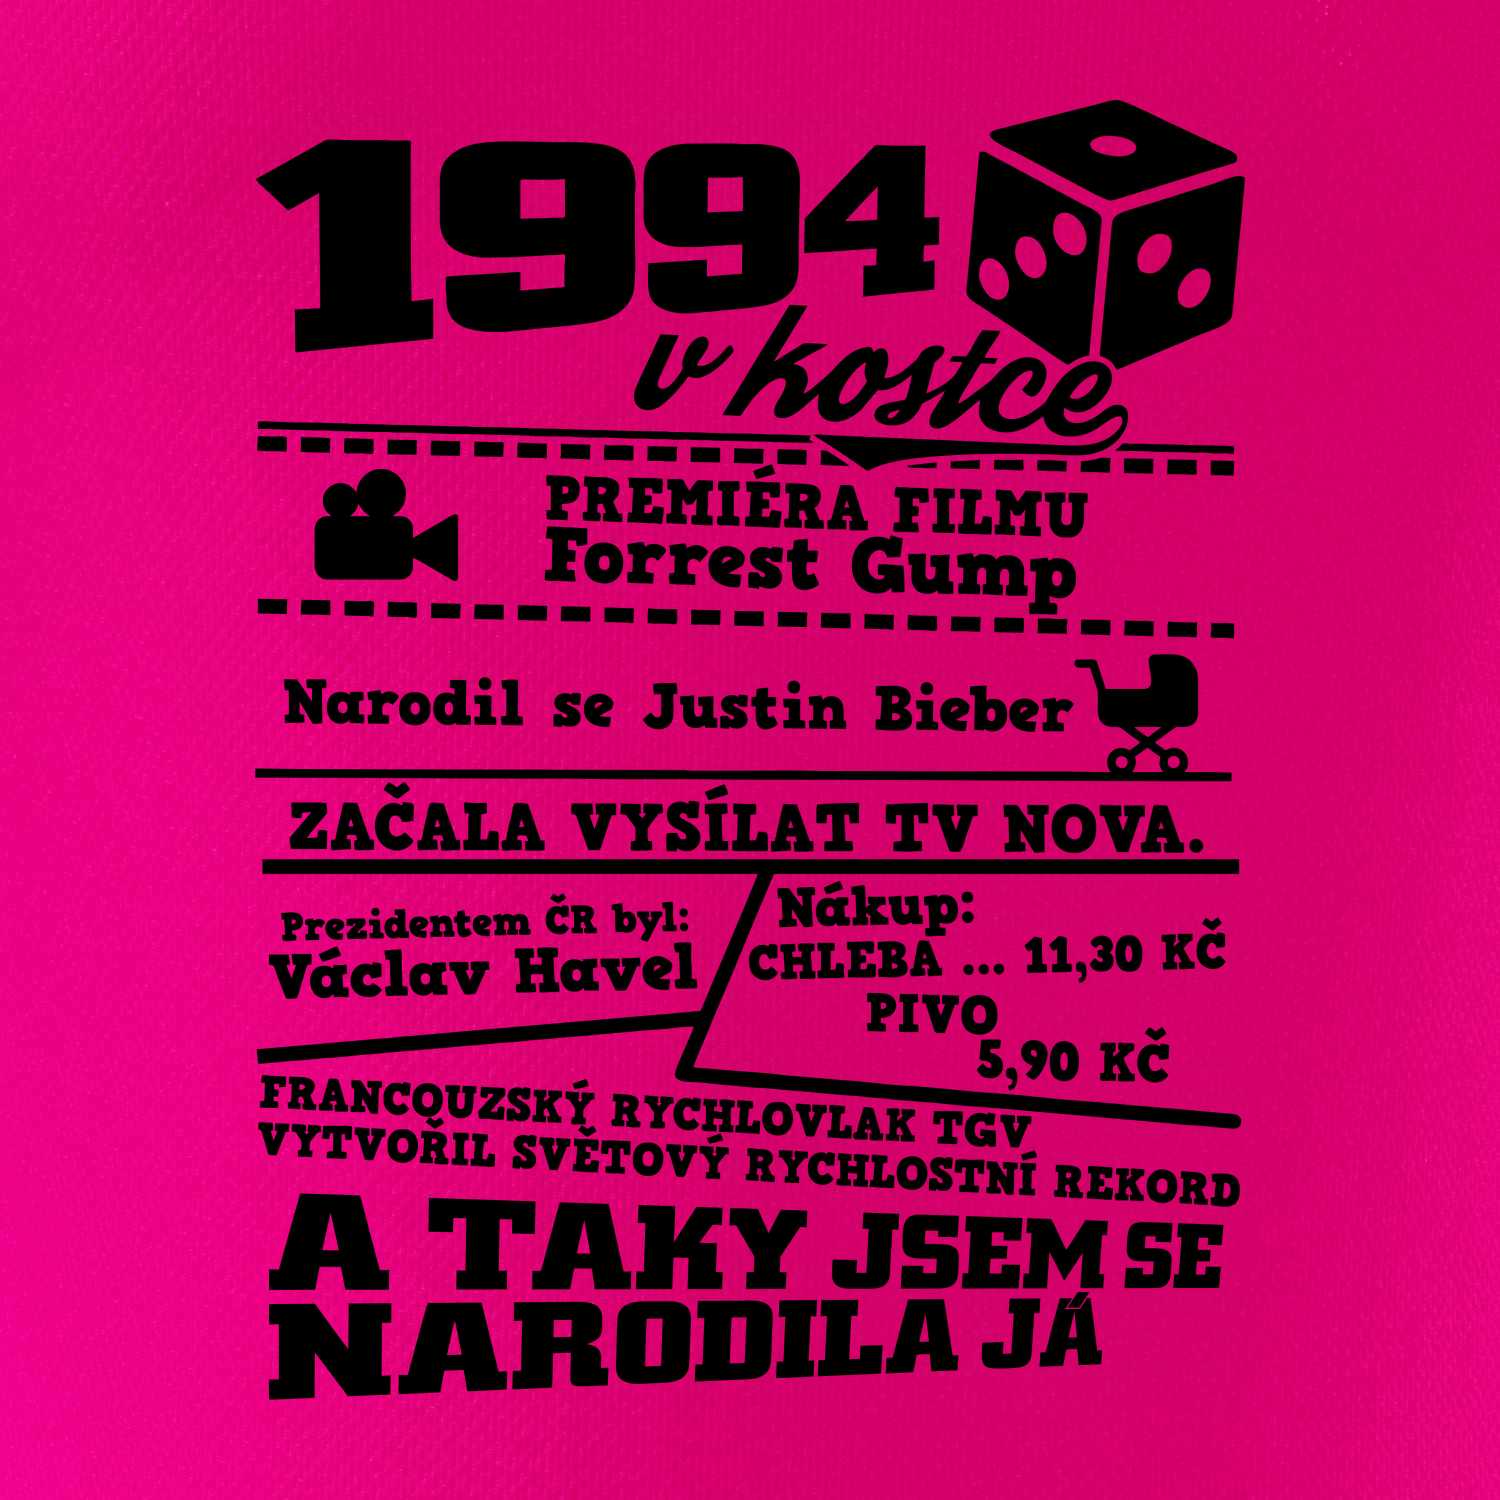 1994
v kostce
PREMIÉRA FILMU
Forrest Gump
Narodil se Justin Bieber
ZAČALA VYSÍLAT TV NOVA.
Prezidentem ČR byl:
Václav Havel
Nákup:
CHLEBA ... 11,30 KČ
PIVO
5,90 KČ
FRANCOUZSKÝ RYCHLOVLAK TGV
VYTVOŘIL SVĚTOVÝ RYCHLOSTNÍ REKORD
A TAKY JSEM SE
NARODILA JÁ